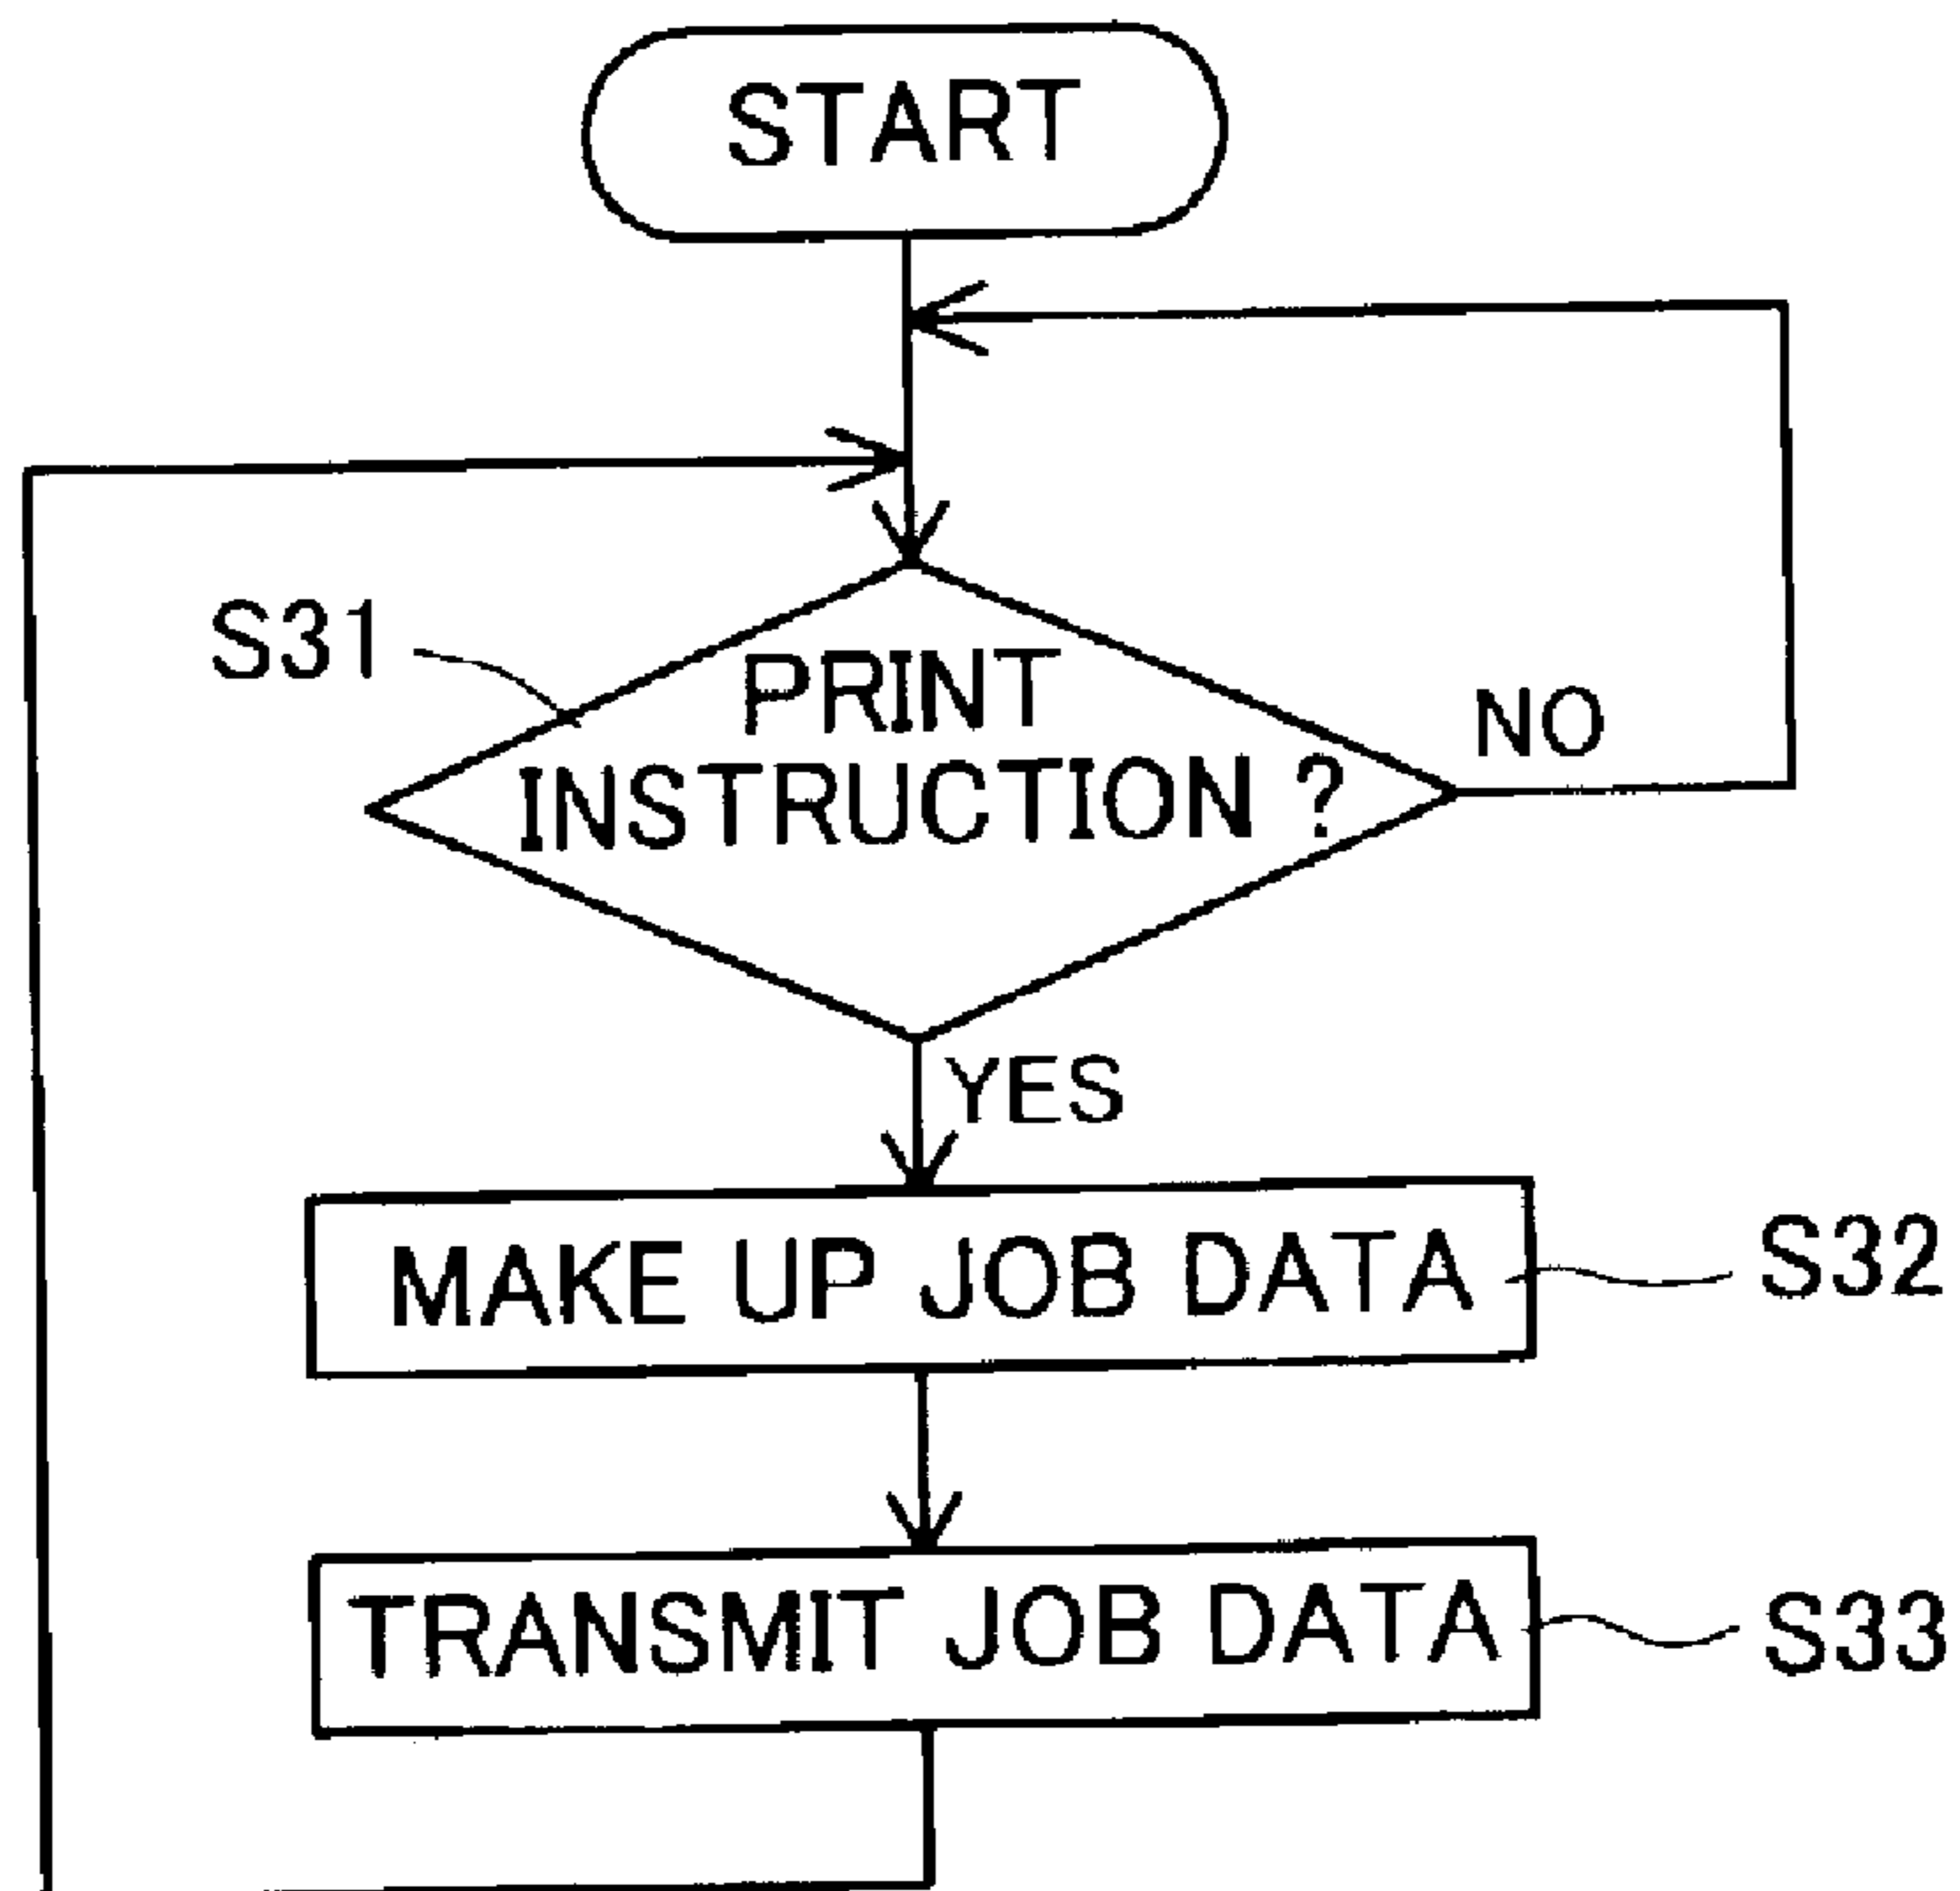 START
S31
PRINT
INSTRUCTION ?
NO
YES
MAKE UP JOB DATA
S32
TRANSMIT JOB DATA
S33